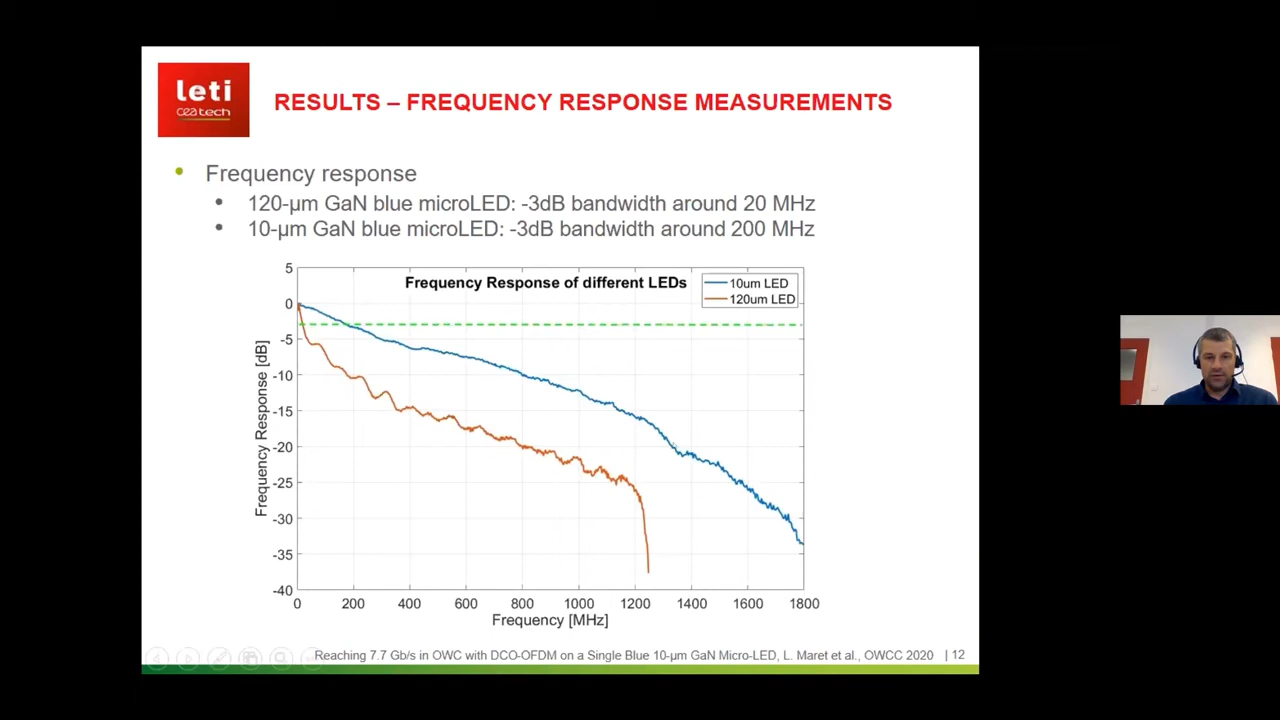 leti
ceatech
RESULTS – FREQUENCY RESPONSE MEASUREMENTS
• Frequency response
• 120-μm GaN blue microLED: -3dB bandwidth around 20 MHz
• 10-μm GaN blue microLED: -3dB bandwidth around 200 MHz
Frequency Response of different LEDs
10um LED
120um LED
5
0
-5
-10
-15
-20
-25
-30
-35
-40
Frequency Response [dB]
0 200 400 600 800 1000 1200 1400 1600 1800
Frequency [MHz]
Reaching 7.7 Gb/s in OWC with DCO-OFDM on a Single Blue 10-μm GaN Micro-LED, L. Maret et al., OWCC 2020 | 12